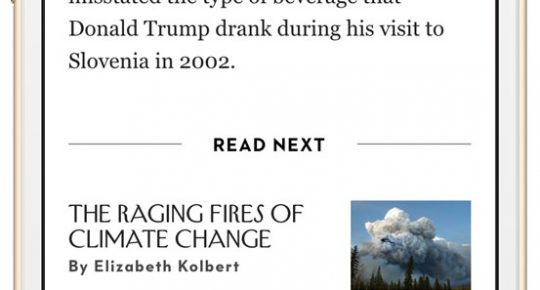 misstated the type of beverage that
Donald Trump drank during his visit to
Slovenia in 2002.
READ NEXT
THE RAGING FIRES OF
CLIMATE CHANGE
By Elizabeth Kolbert